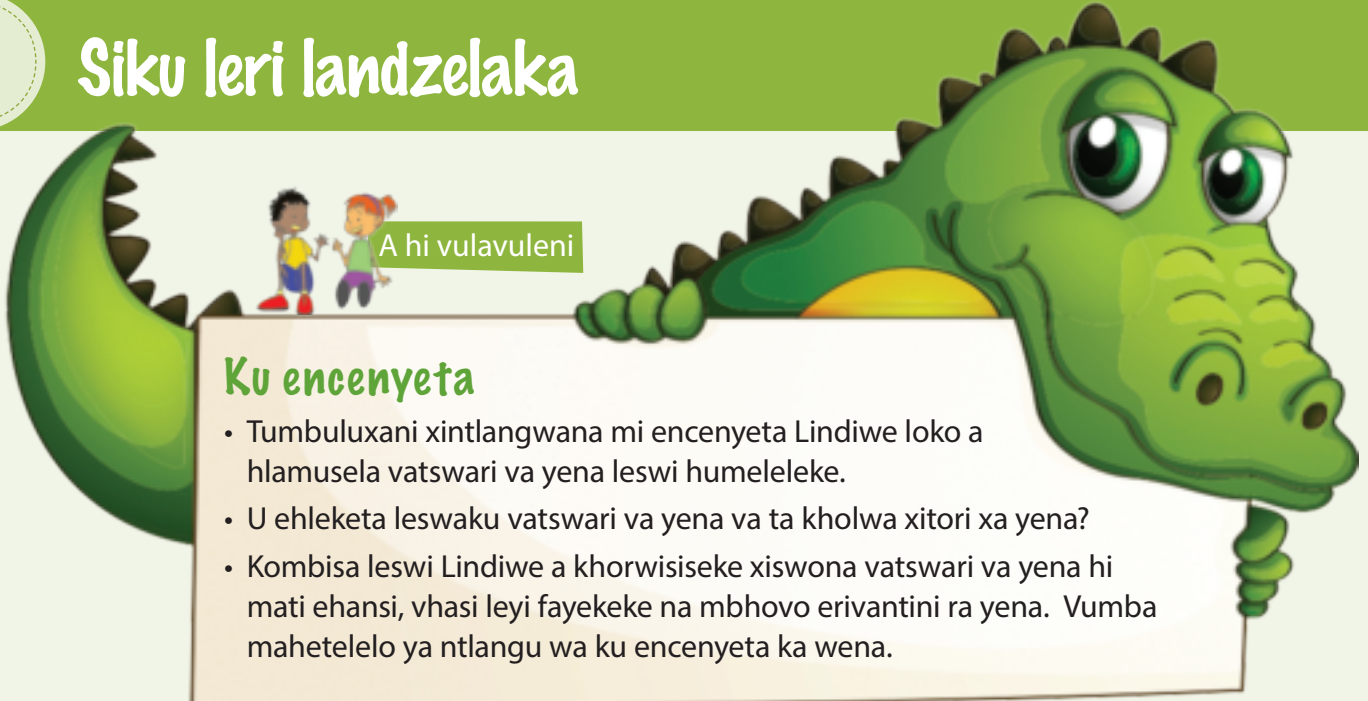 Siku leri landzelaka
A hi vulavuleni
Ku encenyeta
• Tumbuluxani xintlangwana mi encenyeta Lindiwe loko a
hlamusela vatswari va yena leswi humeleleke.
• U ehleketa leswaku vatswari va yena va ta kholwa xitori xa yena?
• Kombisa leswi Lindiwe a khorwisiseke xiswona vatswari va yena hi
mati ehansi, vhasi leyi fayekeke na mbhovo erivantini ra yena. Vumba
mahetelelo ya ntlangu wa ku encenyeta ka wena.